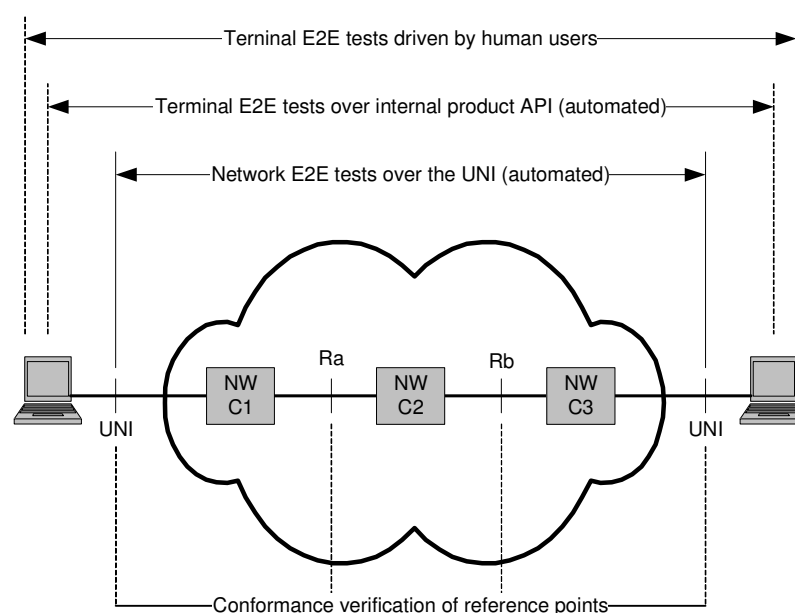 Terninal E2E tests driven by human users
Terminal E2E tests over internal product API (automated)
Network E2E tests over the UNI (automated)
Ra
Rb
NW
C1
NW
C2
NW
C3
UNI
UNI
Conformance verification of reference points